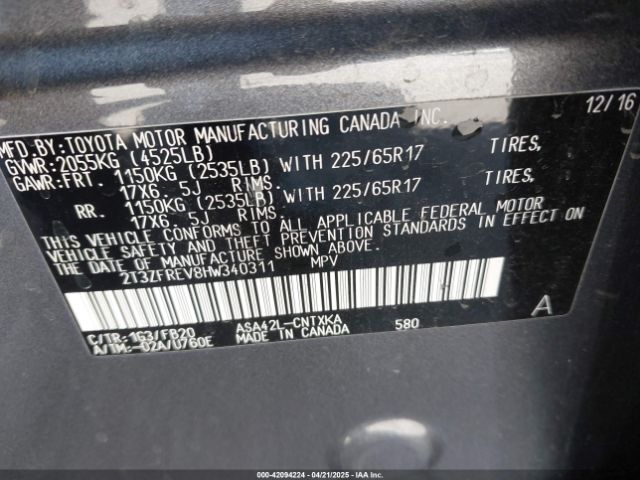 12/16
MFD.BY:TOYOTA MOTOR MANUFACTURING CANADA INC.
GVWR:2055KG (4525LB)
GAWR:FRT. 1150KG (2535LB) WITH 225/65R17 TIRES,
17X6. 5J RIMS.
RR. 1150KG (2535LB) WITH 225/65R17 TIRES,
17X6. 5J RIMS.
THIS VEHICLE CONFORMS TO ALL APPLICABLE FEDERAL MOTOR
VEHICLE SAFETY AND THEFT PREVENTION STANDARDS IN EFFECT ON
THE DATE OF MANUFACTURE SHOWN ABOVE.
2T3ZFREV8HW340311 MPV
A
C/TR:1G3/FB20 ASA42L-CNTXKA 580
A/TM:-02A/U760E MADE IN CANADA
000-42094224 - 04/21/2025 - IAAI.COM